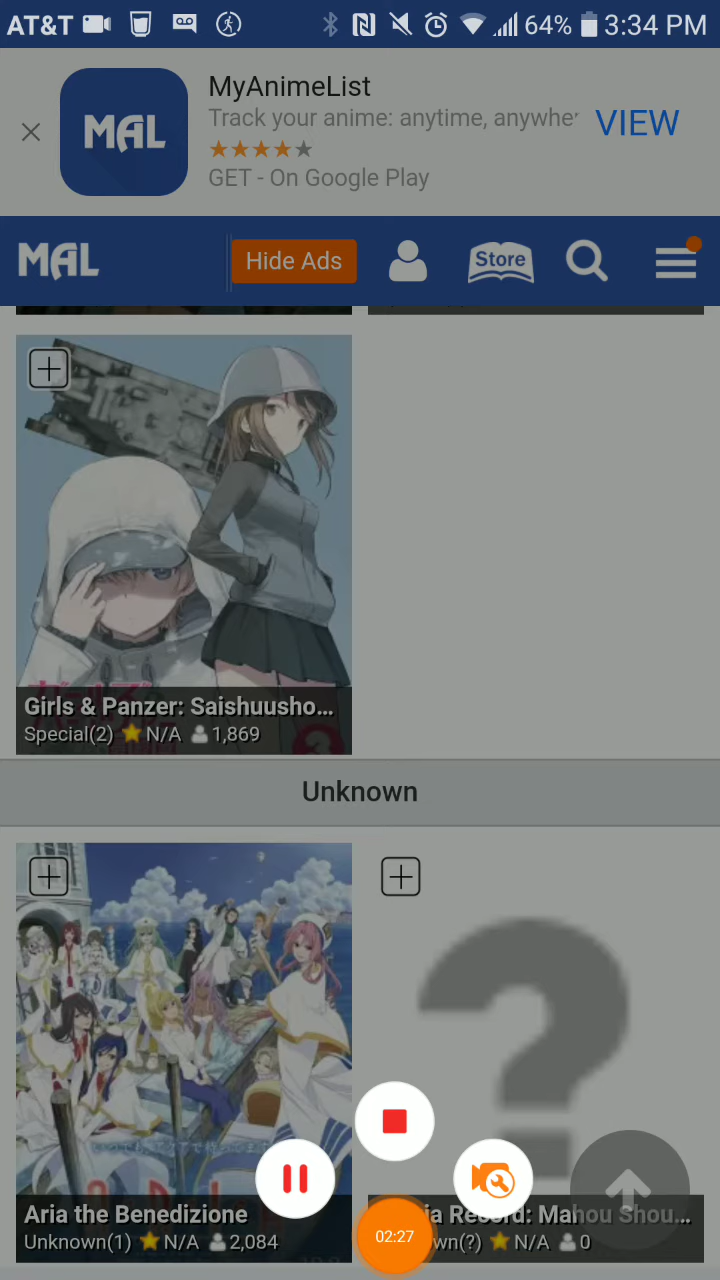 AT&T
64% 3:34 PM
MyAnimeList
Track your anime: anytime, anywhe
VIEW
GET - On Google Play
MAL
MAL
Hide Ads
Store
Girls & Panzer: Saishuusho...
Special(2) N/A 1,869
Unknown
Aria the Benedizione
Unknown(1) N/A 2,084
Record: Mahou Shou...
(?) N/A 0
02:27